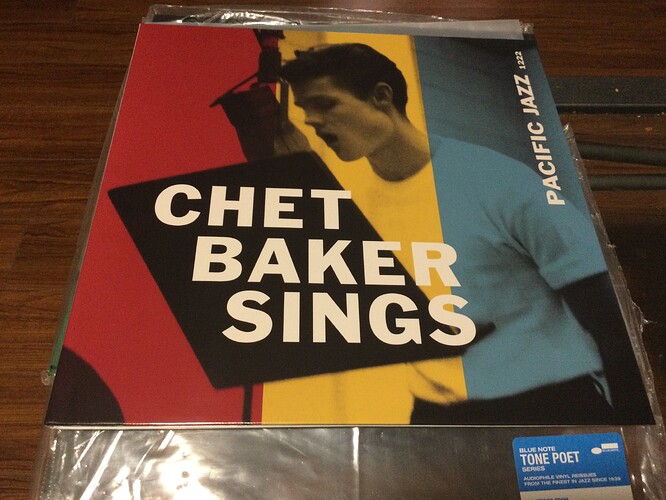 PACIFIC JAZZ 1222
CHET
BAKER
SINGS
BLUE NOTE
TONE POET
SERIES
AUDIOPHILE VINYL REISSUES
FROM THE FINEST IN JAZZ SINCE 1939